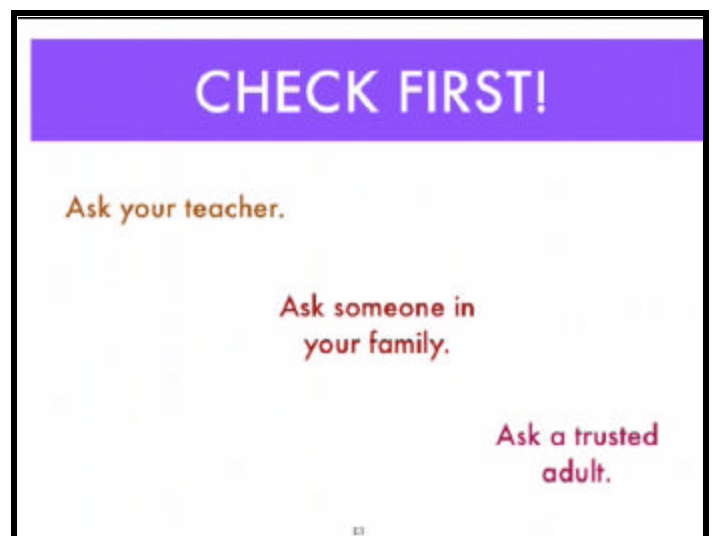 CHECK FIRST!
Ask your teacher.
Ask someone in
your family.
Ask a trusted
adult.